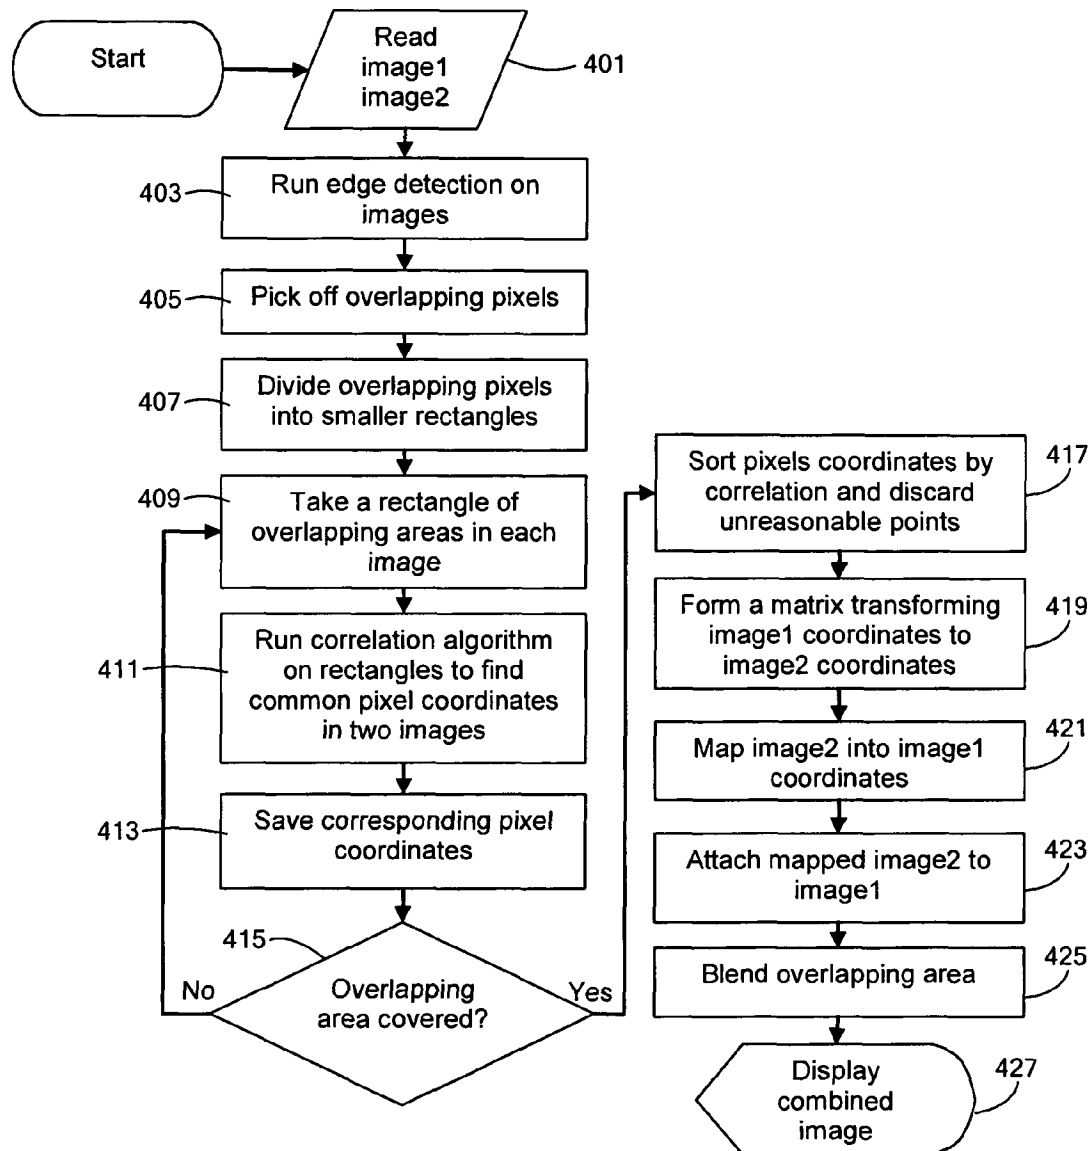 Start
Read
image1
image2
401
403
Run edge detection on
images
405
Pick off overlapping pixels
407
Divide overlapping pixels
into smaller rectangles
409
Take a rectangle of
overlapping areas in each
image
411
Run correlation algorithm
on rectangles to find
common pixel coordinates
in two images
413
Save corresponding pixel
coordinates
415
No
Overlapping
area covered?
Yes
417
Sort pixels coordinates by
correlation and discard
unreasonable points
419
Form a matrix transforming
image1 coordinates to
image2 coordinates
421
Map image2 into image1
coordinates
423
Attach mapped image2 to
image1
425
Blend overlapping area
427
Display
combined
image